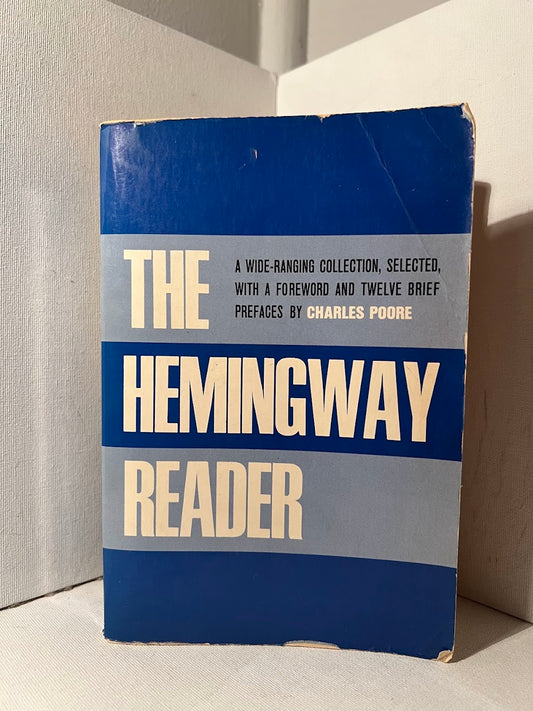 THE
A WIDE-RANGING COLLECTION, SELECTED,
WITH A FOREWORD AND TWELVE BRIEF
PREFACES BY CHARLES POORE
HEMINGWAY
READER